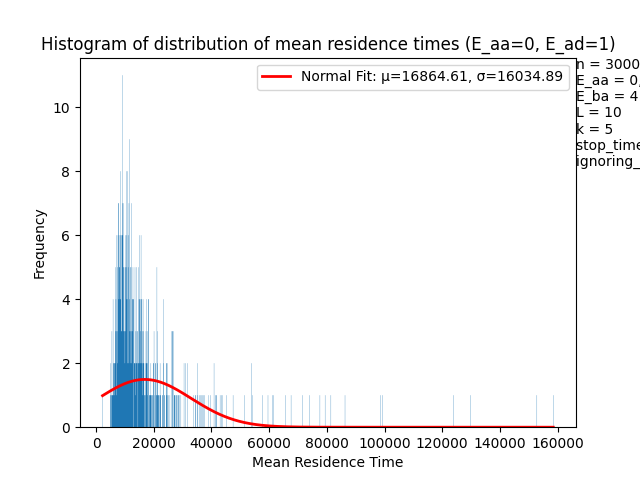 Histogram of distribution of mean residence times (E_aa=0, E_ad=1)
Normal Fit: μ=16864.61, σ=16034.89
n = 3000
E_aa = 0,
E_ba = 4
L = 10
k = 5
stop_time
ignoring_
Frequency
10
8
6
4
2
0
0 20000 40000 60000 80000 100000 120000 140000 160000
Mean Residence Time